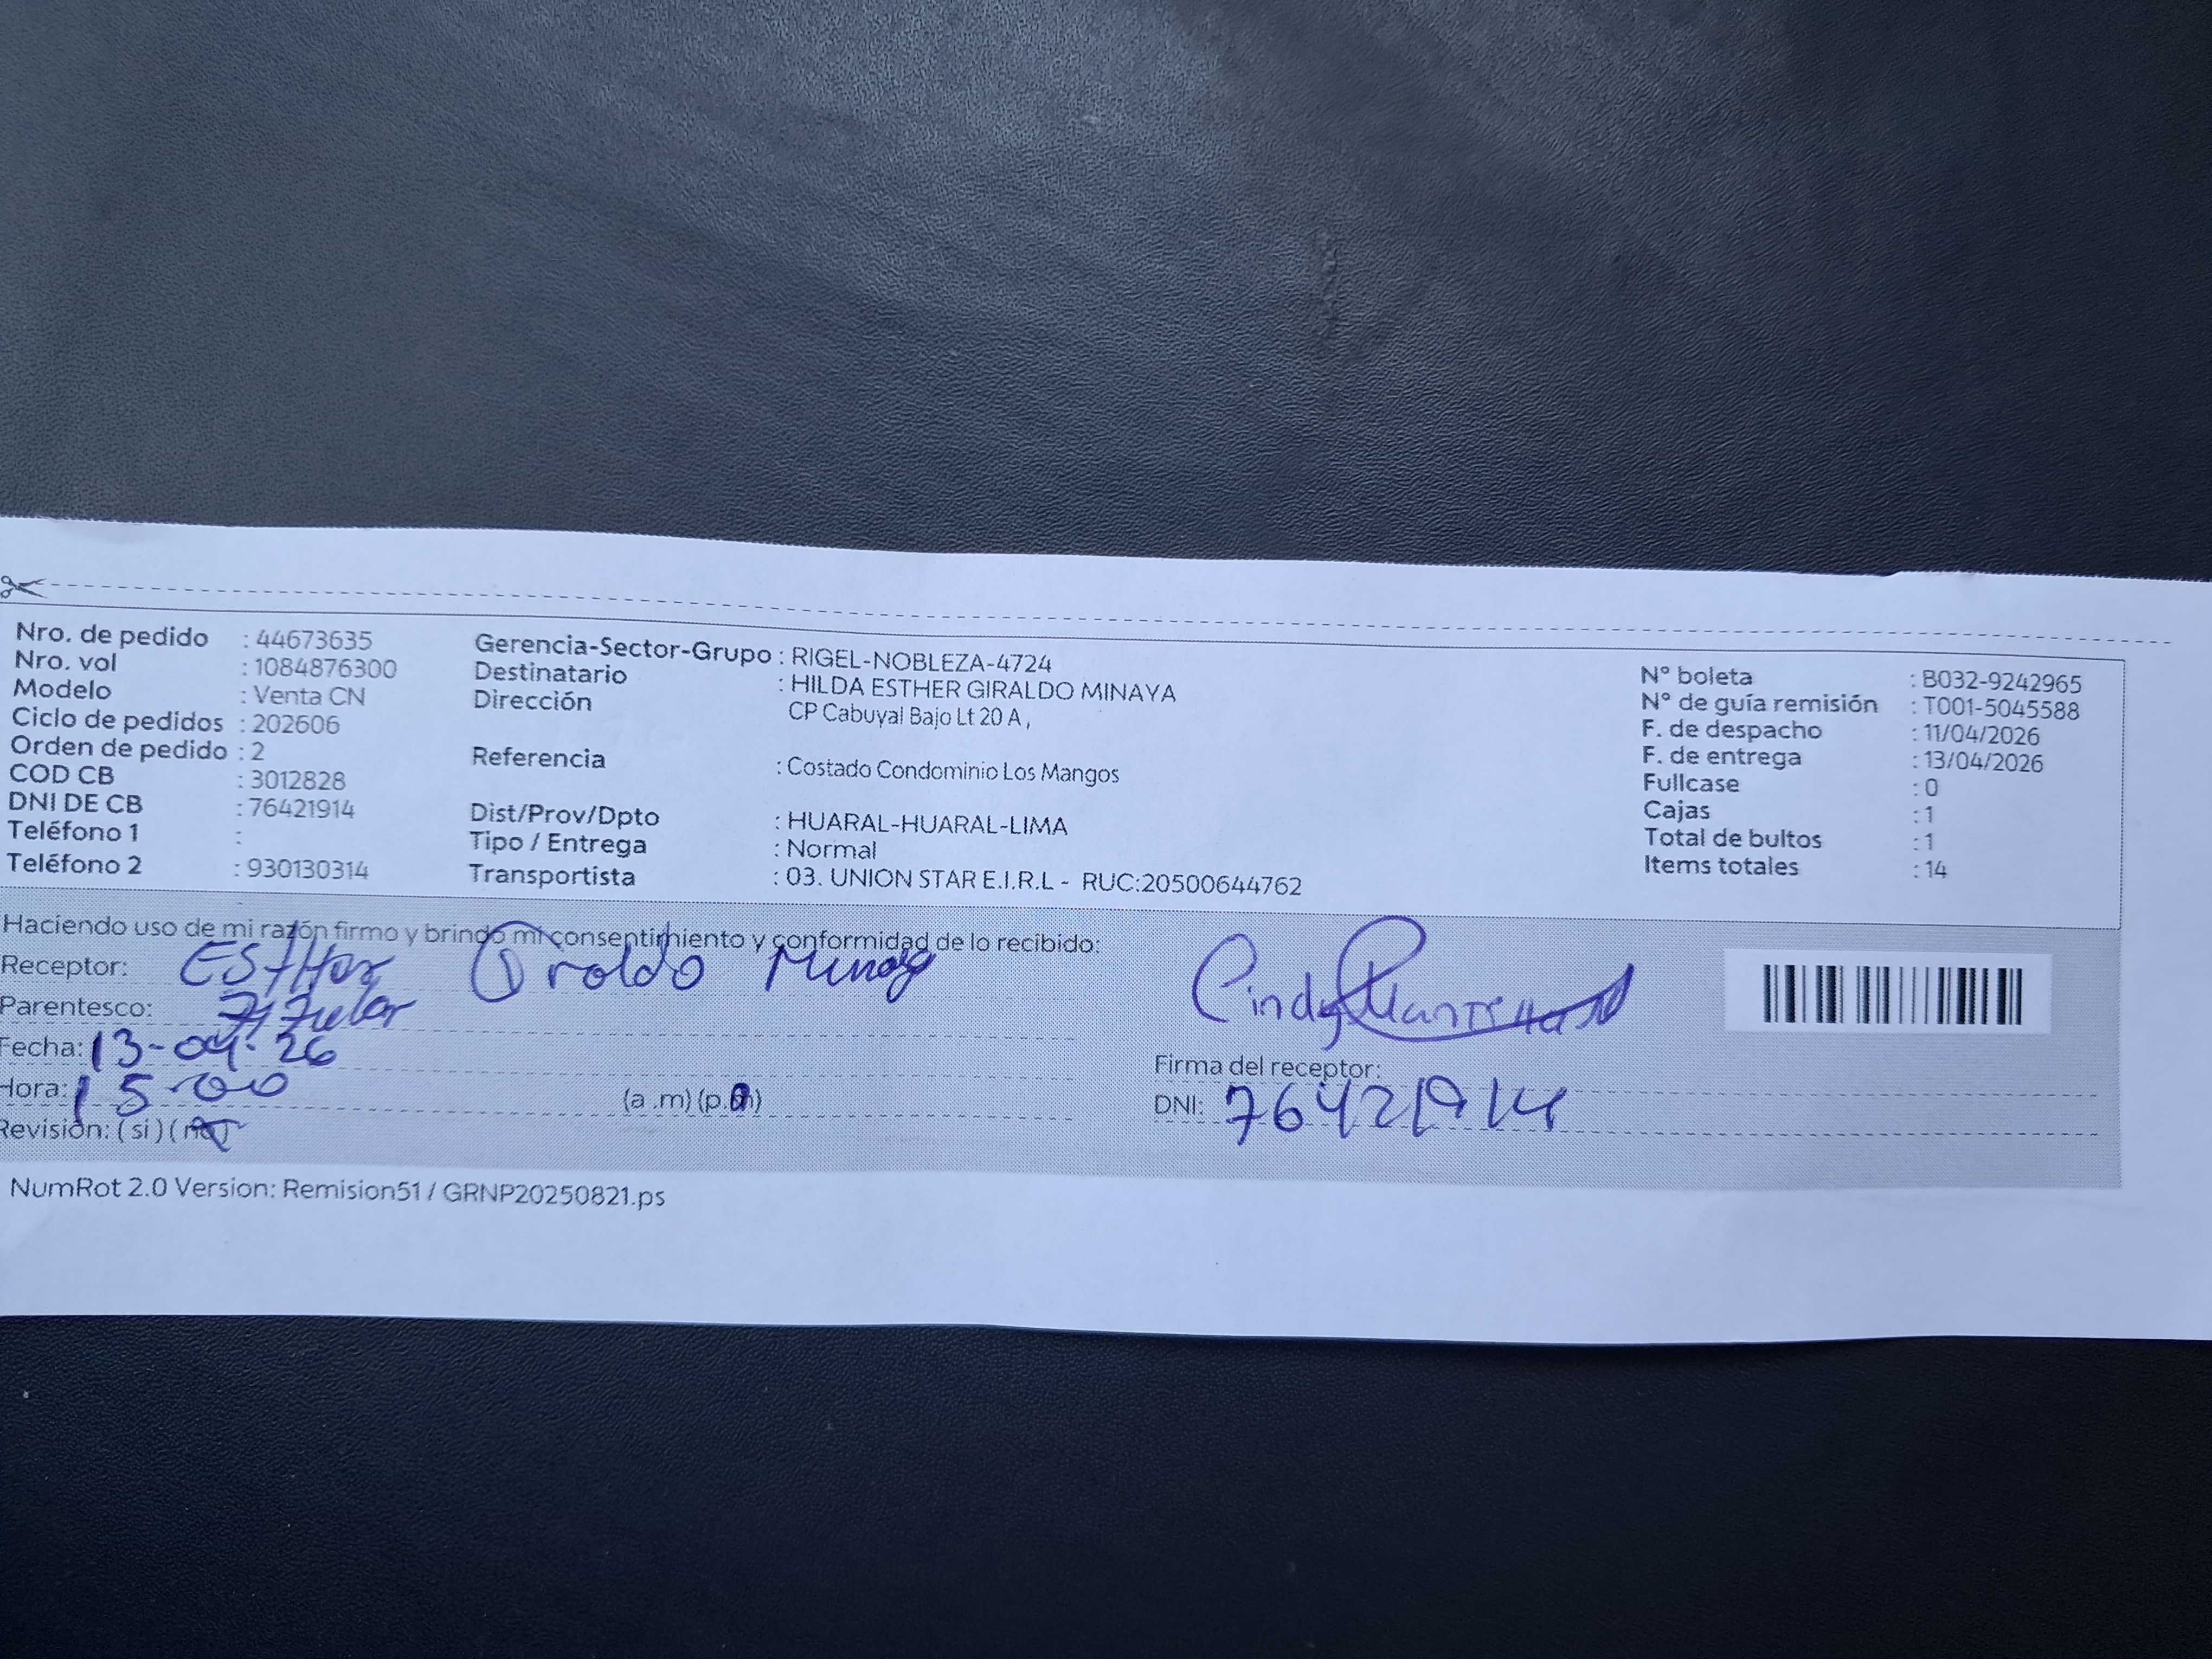 Nro. de pedido : 44673635
Nro. vol : 1084876300
Modelo : Venta CN
Ciclo de pedidos : 202606
Orden de pedido : 2
COD CB : 3012828
DNI DE CB : 76421914
Teléfono 1 :
Teléfono 2 : 930130314
Gerencia-Sector-Grupo : RIGEL-NOBLEZA-4724
Destinatario : HILDA ESTHER GIRALDO MINAYA
Dirección CP Cabuyal Bajo Lt 20 A ,
Referencia : Costado Condominio Los Mangos
Dist/Prov/Dpto : HUARAL-HUARAL-LIMA
Tipo / Entrega : Normal
Transportista : 03. UNION STAR E.I.R.L - RUC:20500644762
N° boleta : B032-9242965
N° de guía remisión : T001-5045588
F. de despacho : 11/04/2026
F. de entrega : 13/04/2026
Fullcase : 0
Cajas : 1
Total de bultos : 1
Items totales : 14
Haciendo uso de mi razón firmo y brindo mi consentimiento y conformidad de lo recibido:
Receptor: Esther
Parentesco: Titular
Fecha: 13-04-26
Hora: 15-00 (a .m) (p.m)
Revisión: ( si ) ( no )
Cindy
Firma del receptor:
DNI: 76421914
NumRot 2.0 Version: Remision51 / GRNP20250821.ps